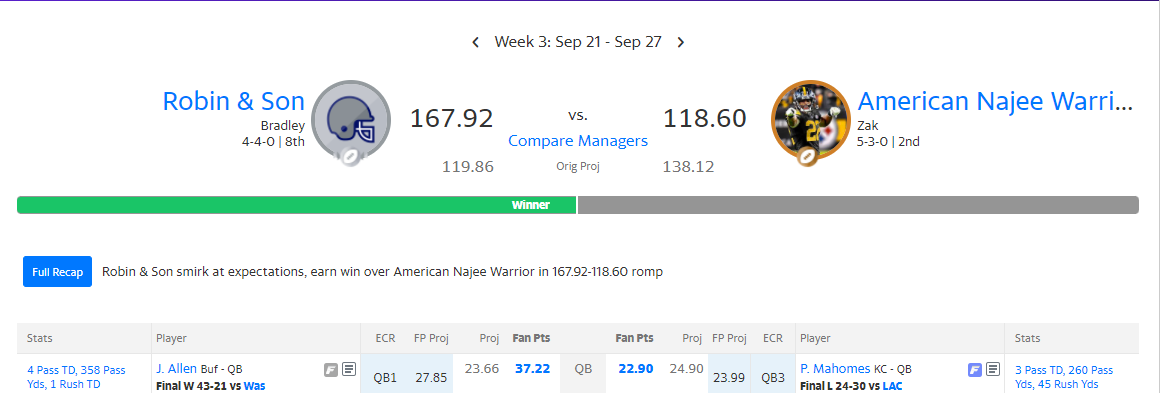 Week 3: Sep 21 - Sep 27
Robin & Son
Bradley
4-4-0 | 8th
167.92
vs.
118.60
Compare Managers
119.86
Orig Proj
138.12
American Najee Warri...
Zak
5-3-0 | 2nd
Winner
Full Recap
Robin & Son smirk at expectations, earn win over American Najee Warrior in 167.92-118.60 romp
Stats Player ECR FP Proj Proj Fan Pts Fan Pts Proj FP Proj ECR Player Stats
4 Pass TD, 358 Pass
Yds, 1 Rush TD
J. Allen Buf - QB
Final W 43-21 vs Was
QB1 27.85 23.66 37.22 QB 22.90 24.90 23.99 QB3
P. Mahomes KC - QB
Final L 24-30 vs LAC
3 Pass TD, 260 Pass
Yds, 45 Rush Yds